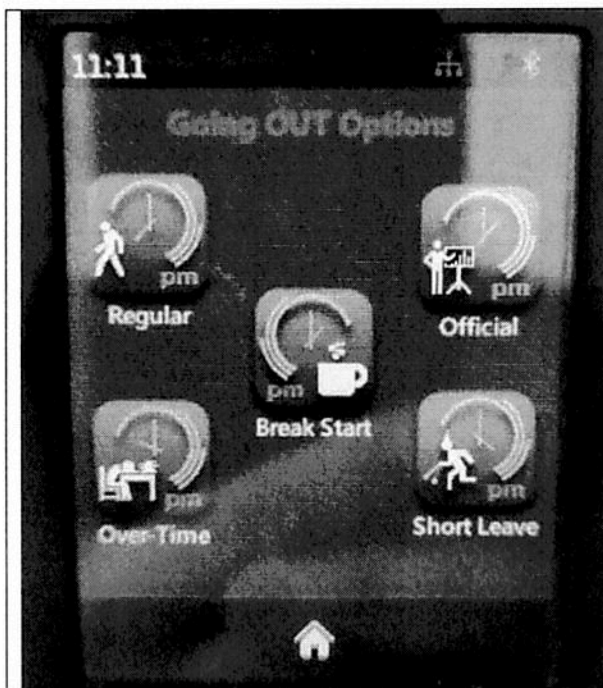 11:11
Going OUT Options
pm
Regular
pm
Official
pm
Break Start
pm
Over-Time
pm
Short Leave